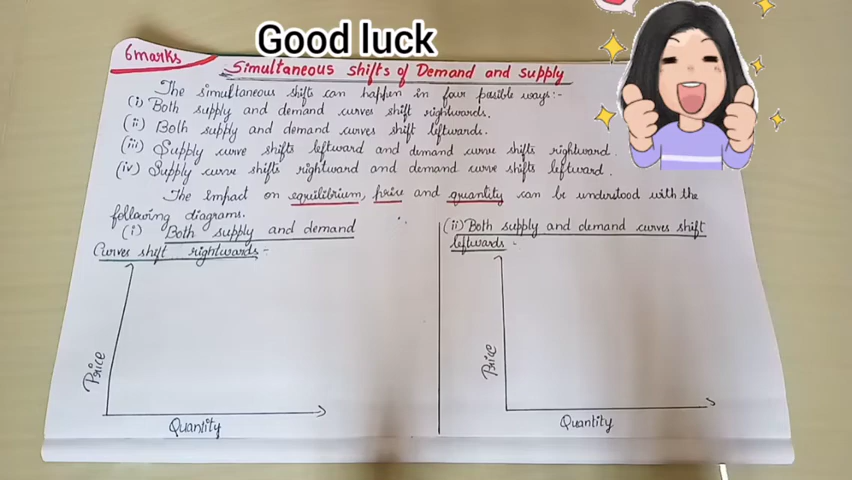 Good luck
6 marks
Simultaneous shifts of Demand and supply
The simultaneous shifts can happen in four posible ways:-
(i) Both supply and demand curves shift rightwards.
(ii) Both supply and demand curves shift leftwards.
(iii) Supply curve shifts leftward and demand curve shifts rightward.
(iv) Supply curve shifts rightward and demand curve shifts leftward.
The impact on equilibrium, price and quantity can be understood with the
following diagrams.
(i) Both supply and demand
Curves shift rightwards:-
Price
Quantity
(ii) Both supply and demand curves shift
leftwards:-
Price
Quantity